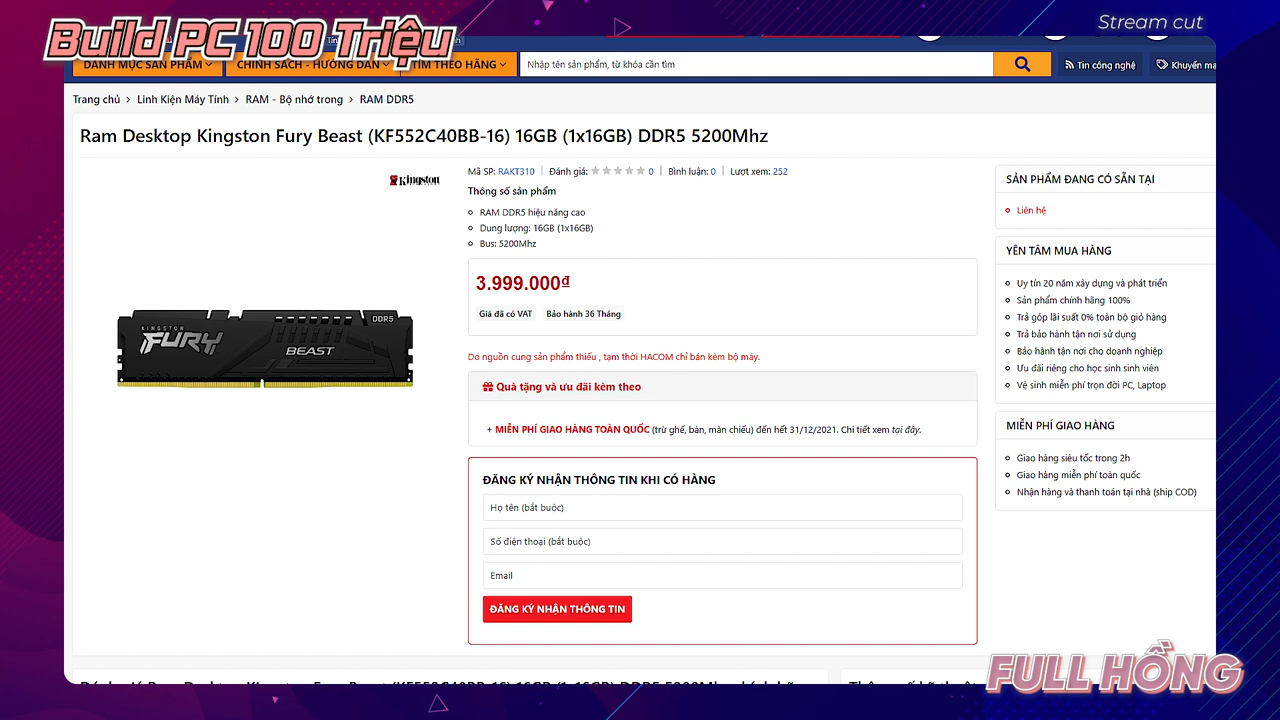 Build PC 100 Triệu
Stream cut
DANH MỤC SẢN PHẨM
CHÍNH SÁCH - HƯỚNG DẪN
TÌM THEO HÃNG
Nhập tên sản phẩm, từ khóa cần tìm
Tin công nghệ
Trang chủ > Linh Kiện Máy Tính > RAM - Bộ nhớ trong > RAM DDR5
Ram Desktop Kingston Fury Beast (KF552C40BB-16) 16GB (1x16GB) DDR5 5200Mhz
Kingston
KINGSTON
FURY
BEAST
DDR5
Mã SP: RAKT310 | Đánh giá: 0 | Bình luận: 0 | Lượt xem: 252
Thông số sản phẩm
RAM DDR5 hiệu năng cao
Dung lượng: 16GB (1x16GB)
Bus: 5200Mhz
3.999.000₫
Giá đã có VAT
Bảo hành 36 Tháng
Do nguồn cung sản phẩm thiếu , tạm thời HACOM chỉ bán kèm bộ máy.
Quà tặng và ưu đãi kèm theo
+ MIỄN PHÍ GIAO HÀNG TOÀN QUỐC (trừ ghế, bàn, màn chiếu) đến hết 31/12/2021. Chi tiết xem tại đây.
ĐĂNG KÝ NHẬN THÔNG TIN KHI CÓ HÀNG
Họ tên (bắt buộc)
Số điện thoại (bắt buộc)
Email
ĐĂNG KÝ NHẬN THÔNG TIN
SẢN PHẨM ĐANG CÓ SẴN TẠI
Liên hệ
YÊN TÂM MUA HÀNG
Uy tín 20 năm xây dựng và phát triển
Sản phẩm chính hãng 100%
Trả góp lãi suất 0% toàn bộ giỏ hàng
Trả bảo hành tận nơi sử dụng
Bảo hành tận nơi cho doanh nghiệp
Ưu đãi riêng cho học sinh sinh viên
Vệ sinh miễn phí trọn đời PC, Laptop
MIỄN PHÍ GIAO HÀNG
Giao hàng siêu tốc trong 2h
Giao hàng miễn phí toàn quốc
Nhận hàng và thanh toán tại nhà (ship COD)
FULL HỒNG